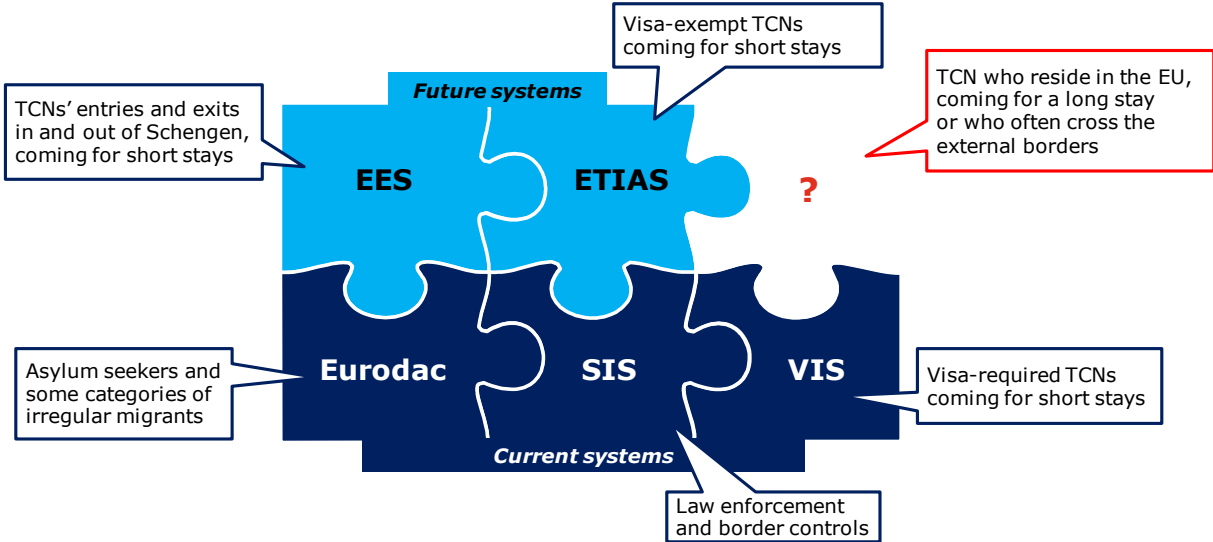 Visa-exempt TCNs
coming for short stays
TCN who reside in the EU,
coming for a long stay
or who often cross the
external borders
Future systems
TCNs’ entries and exits
in and out of Schengen,
coming for short stays
EES
ETIAS
?
Eurodac
SIS
VIS
Asylum seekers and
some categories of
irregular migrants
Visa-required TCNs
coming for short stays
Current systems
Law enforcement
and border controls